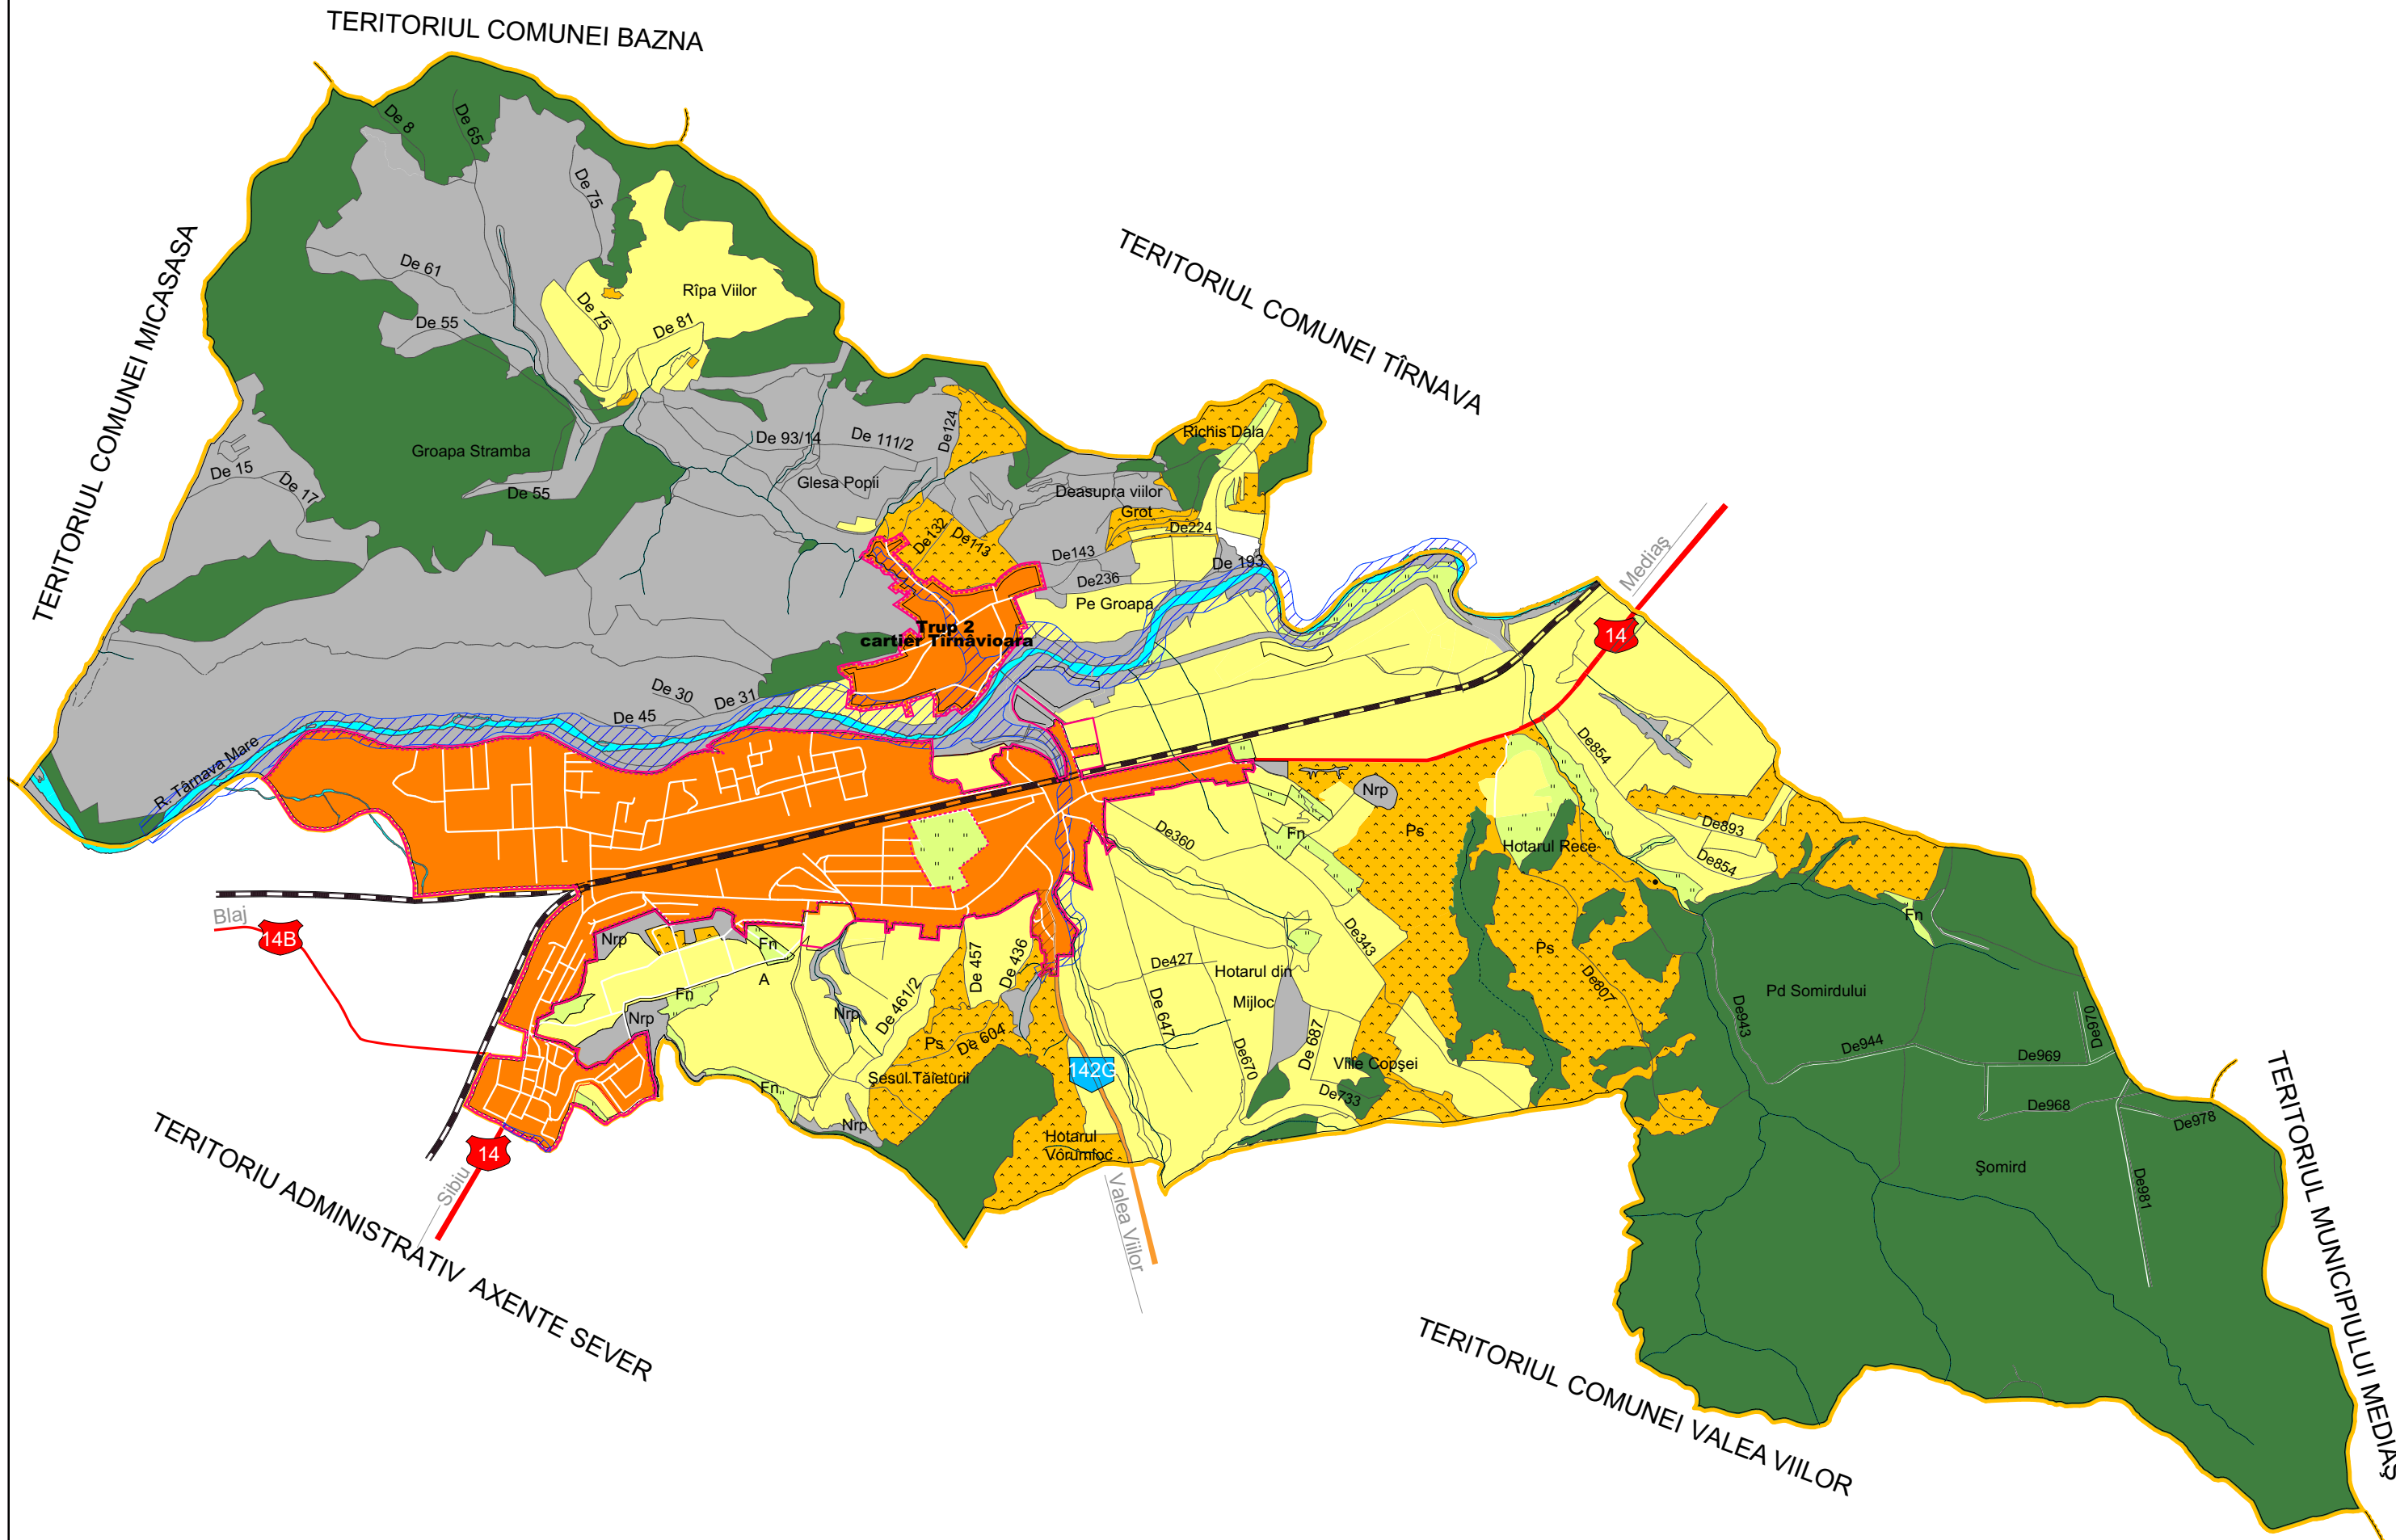 TERITORIUL COMUNEI BAZNA
De 8
De 65
De 75
TERITORIUL COMUNEI MICASASA
TERITORIUL COMUNEI TÎRNAVA
De 61
Rîpa Viilor
De 75
De 81
De 55
Groapa Stramba
De 93/14
De 111/2
De124
Richis Dala
De 15
De 17
De 55
Glesa Popii
Deasupra viilor
Grot
De132
De113
De224
De143
De 193
De236
Pe Groapa
Mediaş
14
Trup 2
cartier Tîrnăvioara
De 30
De 31
De 45
R. Târnava Mare
De854
Nrp
De360
Fn
Ps
De893
Hotarul Rece
De854
Blaj
14B
Nrp
Fn
A
Fn
Nrp
Nrp
De 461/2
De 457
De 436
De427
Hotarul din
Mijloc
De343
Ps
De807
Fn
Pd Somirdului
De943
De944
De969
De970
De 647
De670
De 687
Ps
De 604
Şesul Tăieturii
142G
Viile Copşei
De733
De968
De978
Fn
Nrp
Hotarul
Vorumloc
14
Sibiu
Valea Viilor
Şomird
De981
TERITORIU ADMINISTRATIV AXENTE SEVER
TERITORIUL COMUNEI VALEA VIILOR
TERITORIUL MUNICIPIULUI MEDIAŞ